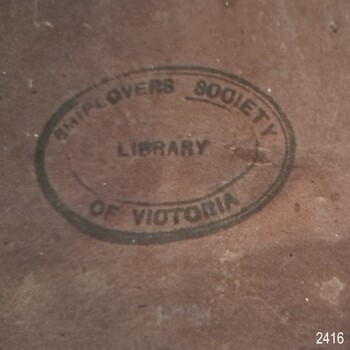 SHIPLOVERS SOCIETY
LIBRARY
OF VICTORIA
2416